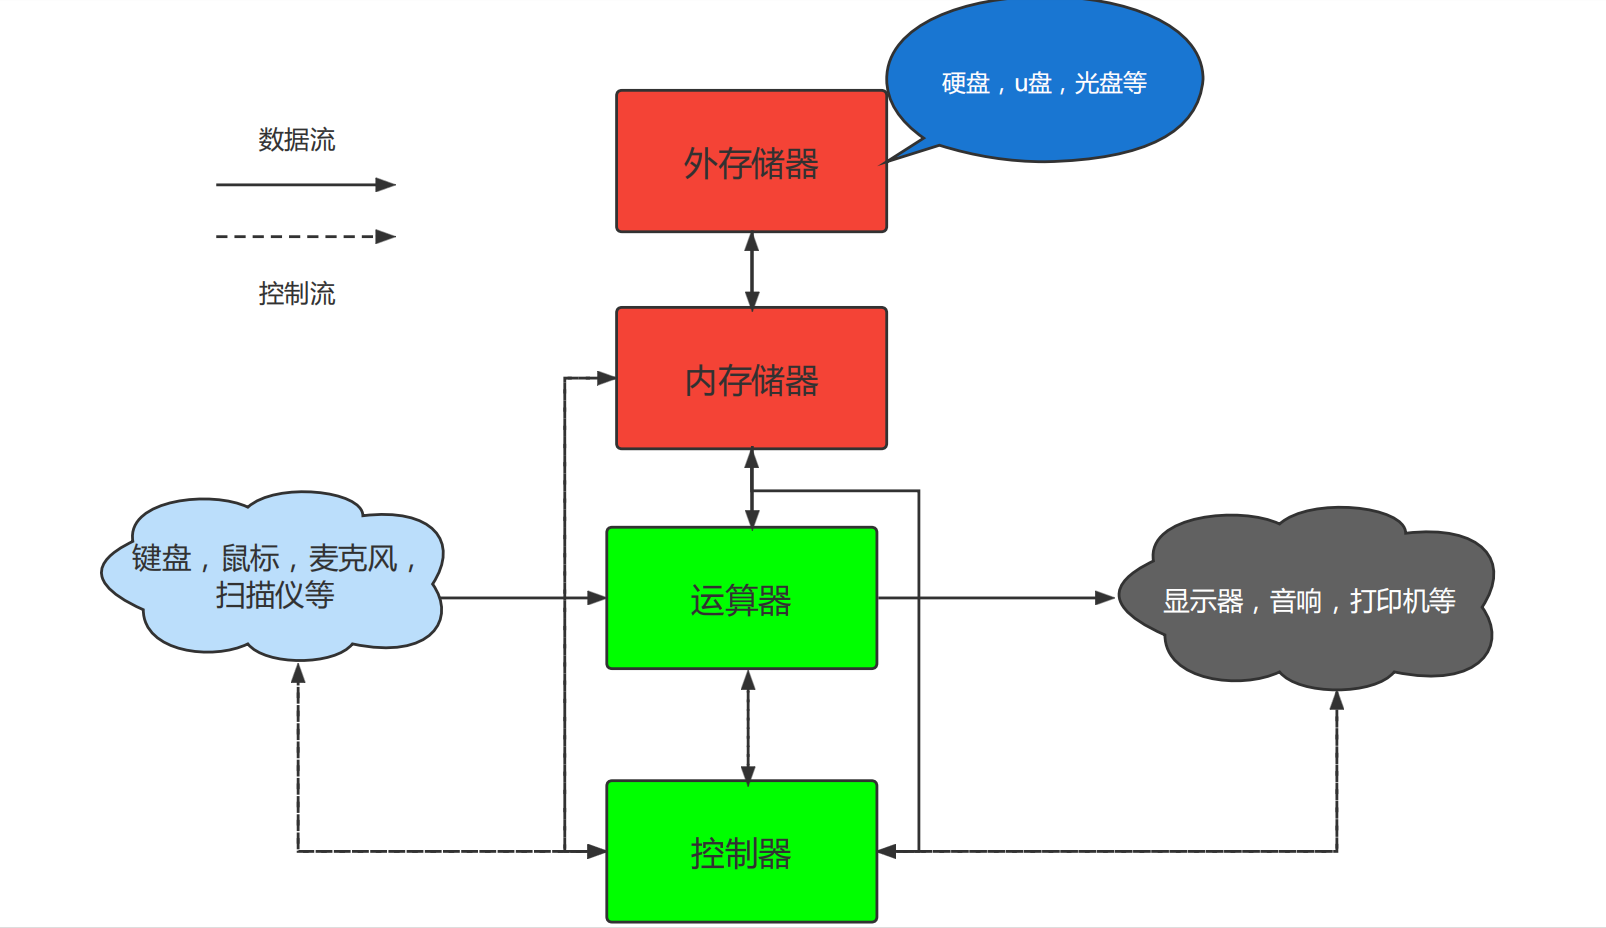 硬盘，u盘，光盘等
数据流
外存储器
控制流
内存储器
键盘，鼠标，麦克风，
扫描仪等
运算器
显示器，音响，打印机等
控制器